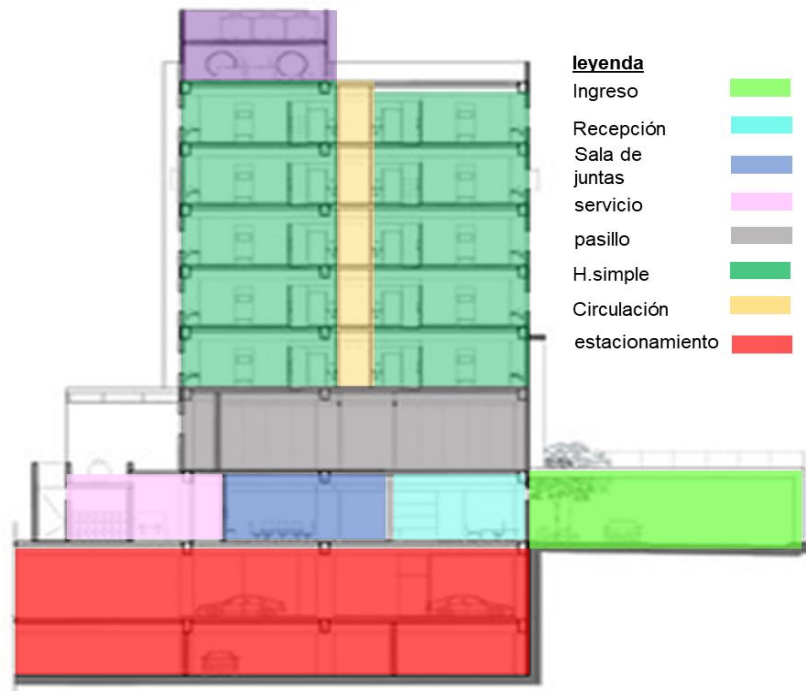 leyenda
Ingreso
Recepción
Sala de
juntas
servicio
pasillo
H.simple
Circulación
estacionamiento